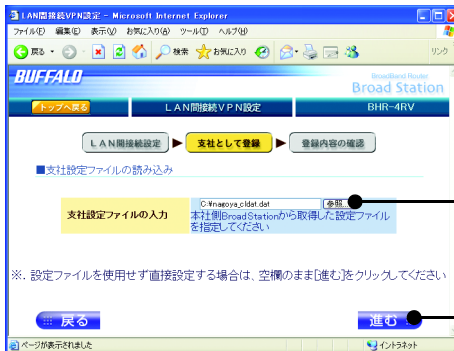 LAN間接続VPN設定 - Microsoft Internet Explorer
ファイル(F) 編集(E) 表示(V) お気に入り(A) ツール(T) ヘルプ(H)
戻る 検索 お気に入り リンク
BUFFALO
BroadBand Router
Broad Station
トップへ戻る LAN間接続VPN設定 BHR-4RV
LAN間接続設定 支社として登録 登録内容の確認
■支社設定ファイルの読み込み
支社設定ファイルの入力
C:¥nagoya_cldat.dat 参照...
本社側BroadStationから取得した設定ファイル
を指定してください
※. 設定ファイルを使用せず直接設定する場合は、空欄のまま[進む]をクリックしてください
戻る 進む
ページが表示されました イントラネット